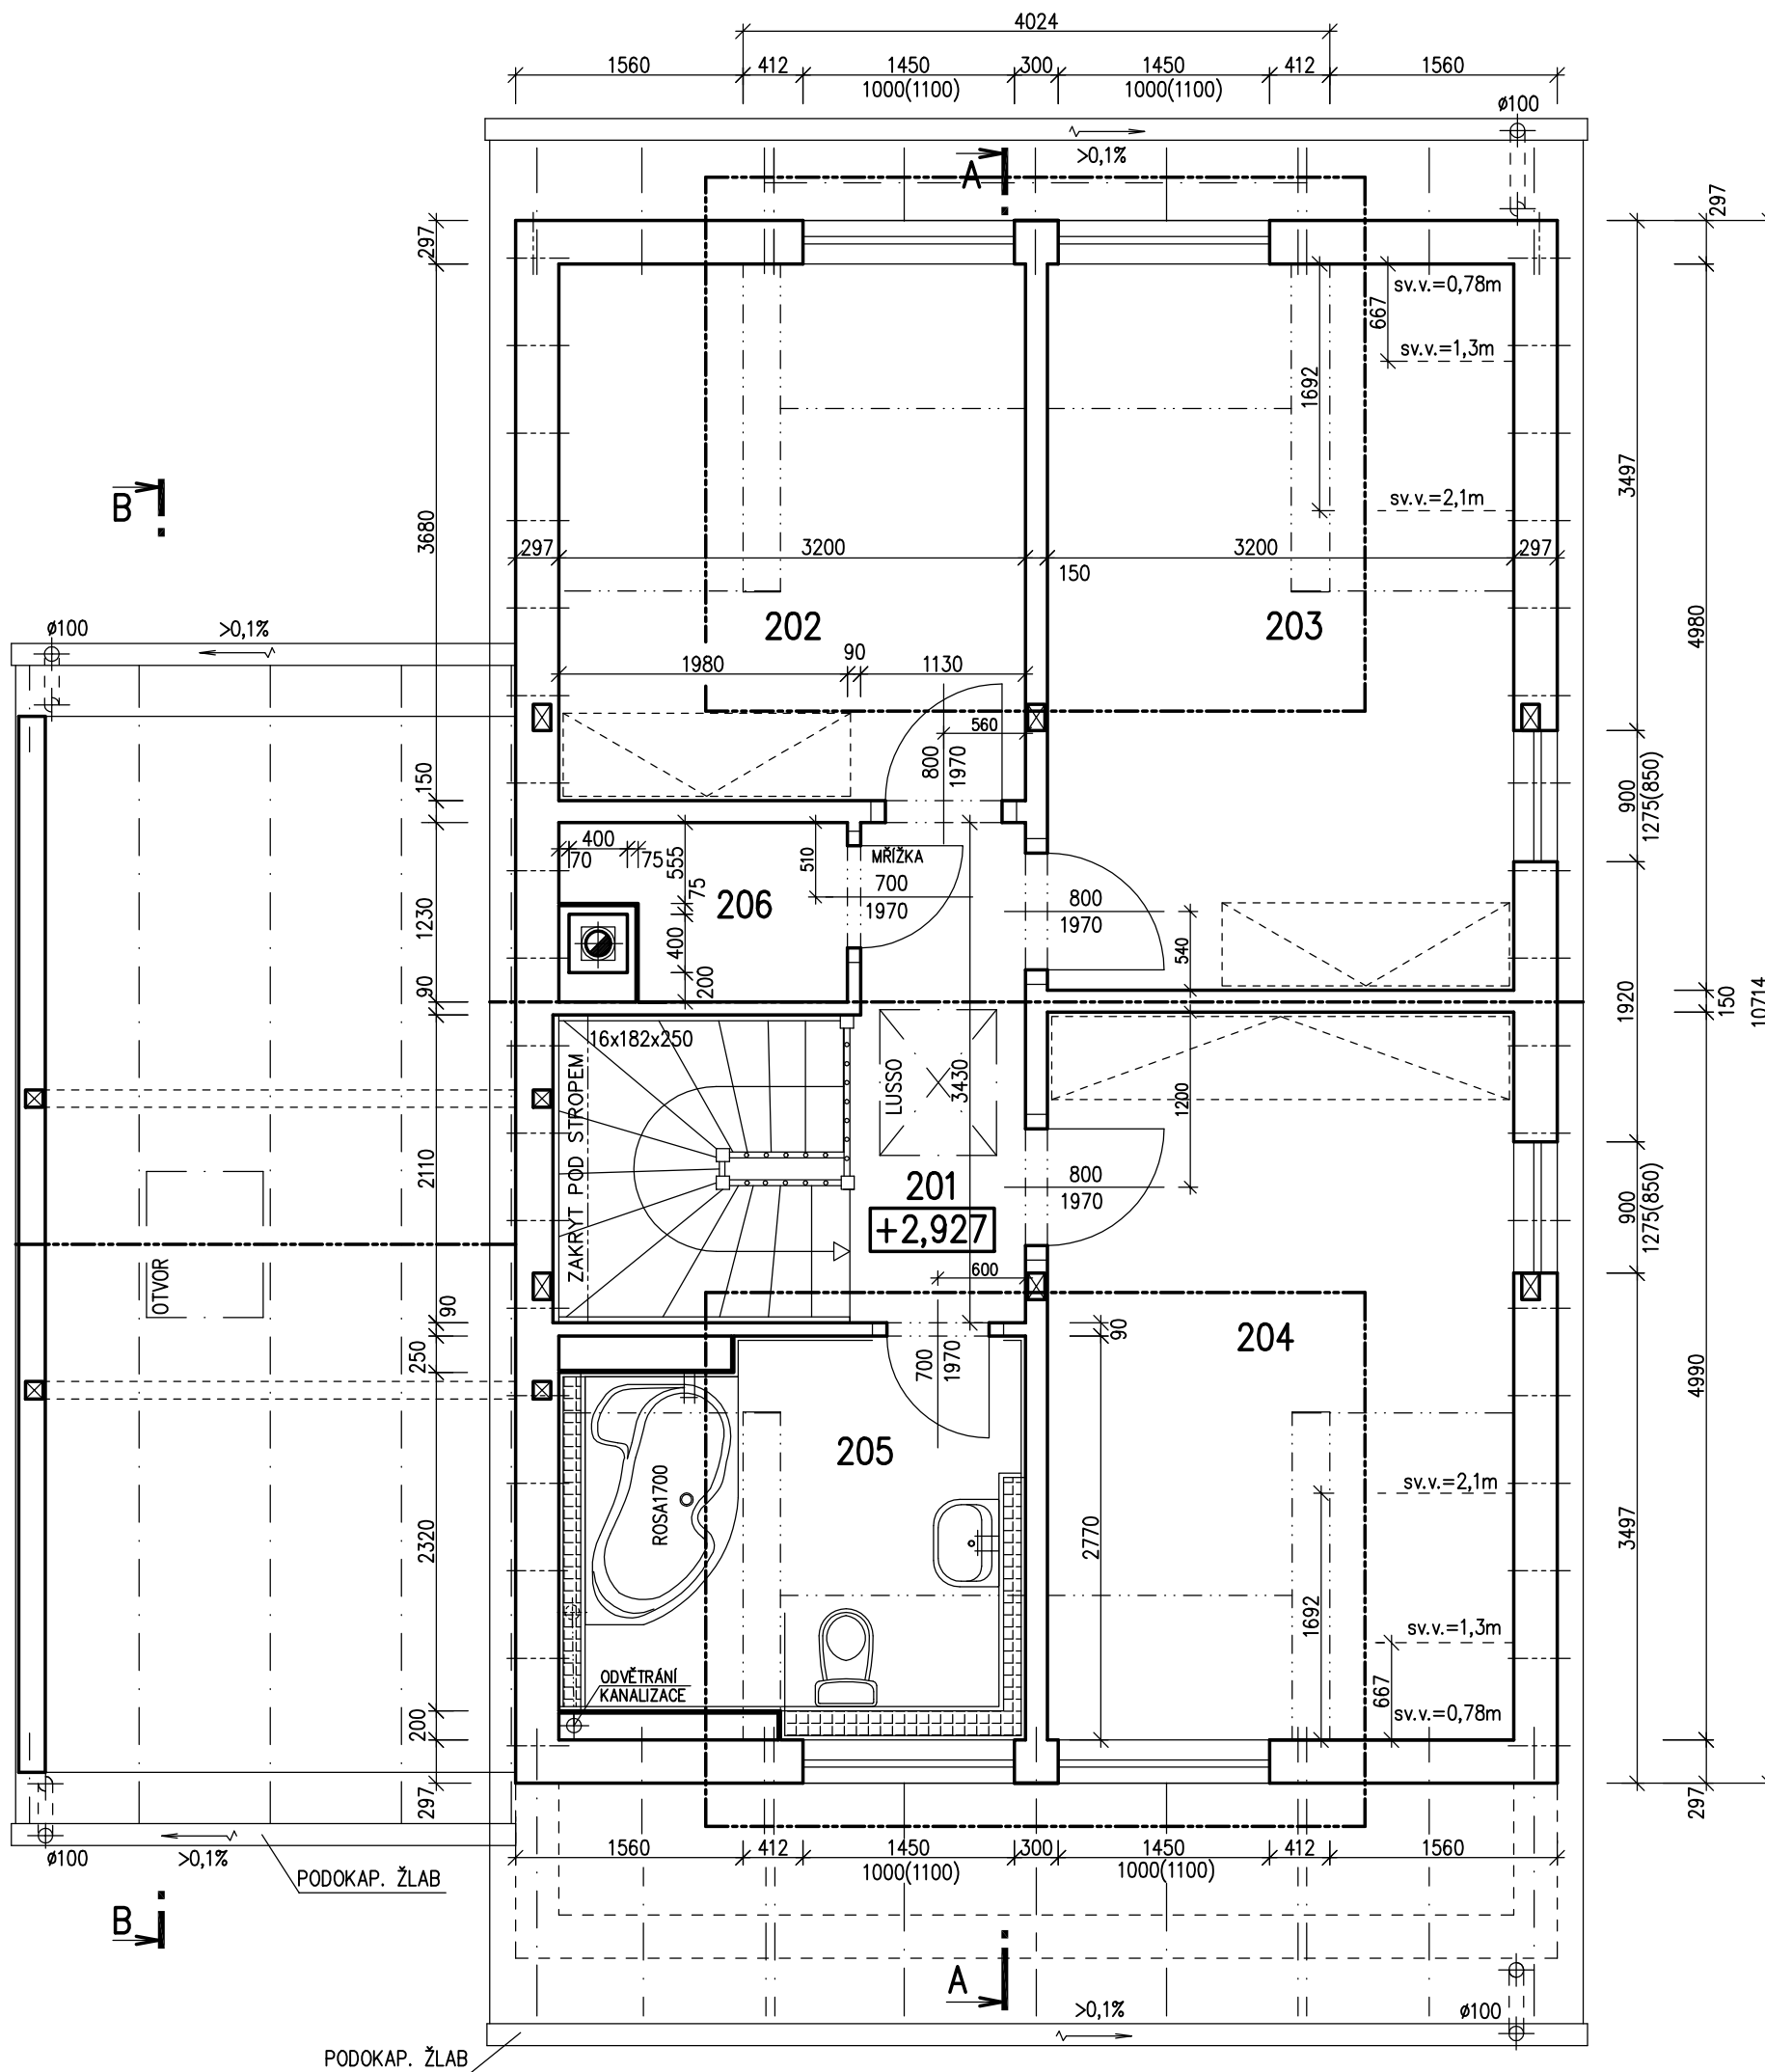 4024
1560 412 1450 300 1450 412 1560
1000(1100) 1000(1100)
ø100
A
>0,1%
297
297
sv.v.=0,78m
667
sv.v.=1,3m
1692
3497
B
sv.v.=2,1m
3680
297 3200 3200 297
150
ø100 >0,1%
202 203
4980
1980 90 1130
560
800
1970
150
900
1275(850)
400
70 75
555
75
510
MŘÍŽKA
700
1970
206
800
1970
1230
400
200
540
90
1920
150
10714
16x182x250
ZAKRYT POD STROPEM
LUSSO
3430
1200
2110
201
800
1970
+2,927
900
1275(850)
OTVOR
600
90
204
90
250
700
1970
4990
205
ROSA1700
sv.v.=2,1m
2320
2770
3497
1692
sv.v.=1,3m
ODVĚTRÁNÍ
KANALIZACE
667
sv.v.=0,78m
200
297
297
1560 412 1450 300 1450 412 1560
1000(1100) 1000(1100)
ø100 >0,1%
PODOKAP. ŽLAB
B
A
>0,1%
ø100
PODOKAP. ŽLAB